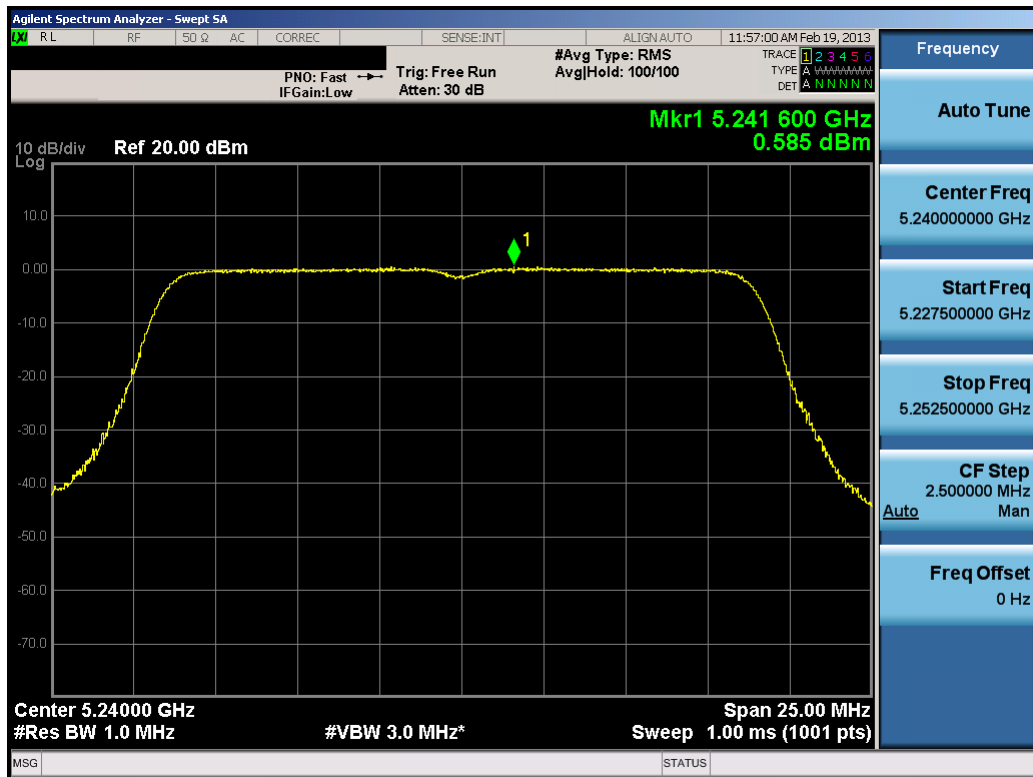 Agilent Spectrum Analyzer - Swept SA
LXI RL RF 50 Ω AC CORREC SENSE:INT ALIGN AUTO 11:57:00 AM Feb 19, 2013
PNO: Fast
IFGain:Low
Trig: Free Run
Atten: 30 dB
#Avg Type: RMS
Avg|Hold: 100/100
TRACE 1 2 3 4 5 6
TYPE A WWWWW
DET A N N N N N
Mkr1 5.241 600 GHz
0.585 dBm
10 dB/div Ref 20.00 dBm
Log
10.0
0.00
-10.0
-20.0
-30.0
-40.0
-50.0
-60.0
-70.0
1
Center 5.24000 GHz Span 25.00 MHz
#Res BW 1.0 MHz #VBW 3.0 MHz* Sweep 1.00 ms (1001 pts)
MSG STATUS
Frequency
Auto Tune
Center Freq
5.240000000 GHz
Start Freq
5.227500000 GHz
Stop Freq
5.252500000 GHz
CF Step
2.500000 MHz
Auto Man
Freq Offset
0 Hz